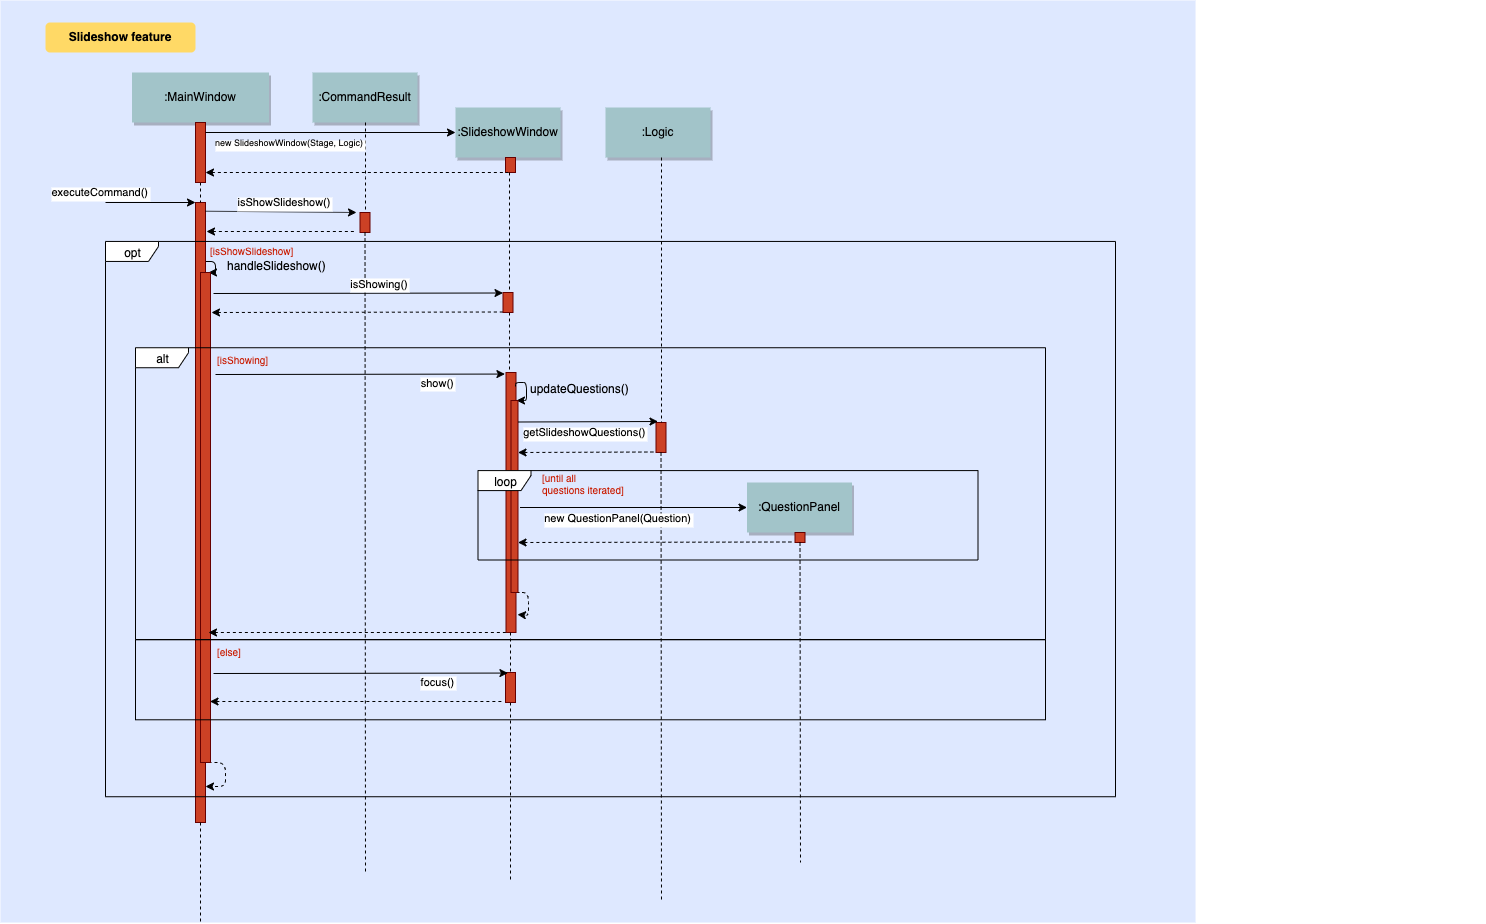 Slideshow feature
:MainWindow
:CommandResult
:SlideshowWindow
:Logic
new SlideshowWindow(Stage, Logic)
executeCommand()
isShowSlideshow()
opt
[isShowSlideshow]
handleSlideshow()
isShowing()
alt
[isShowing]
show()
updateQuestions()
getSlideshowQuestions()
loop
[until all
questions iterated]
:QuestionPanel
new QuestionPanel(Question)
[else]
focus()